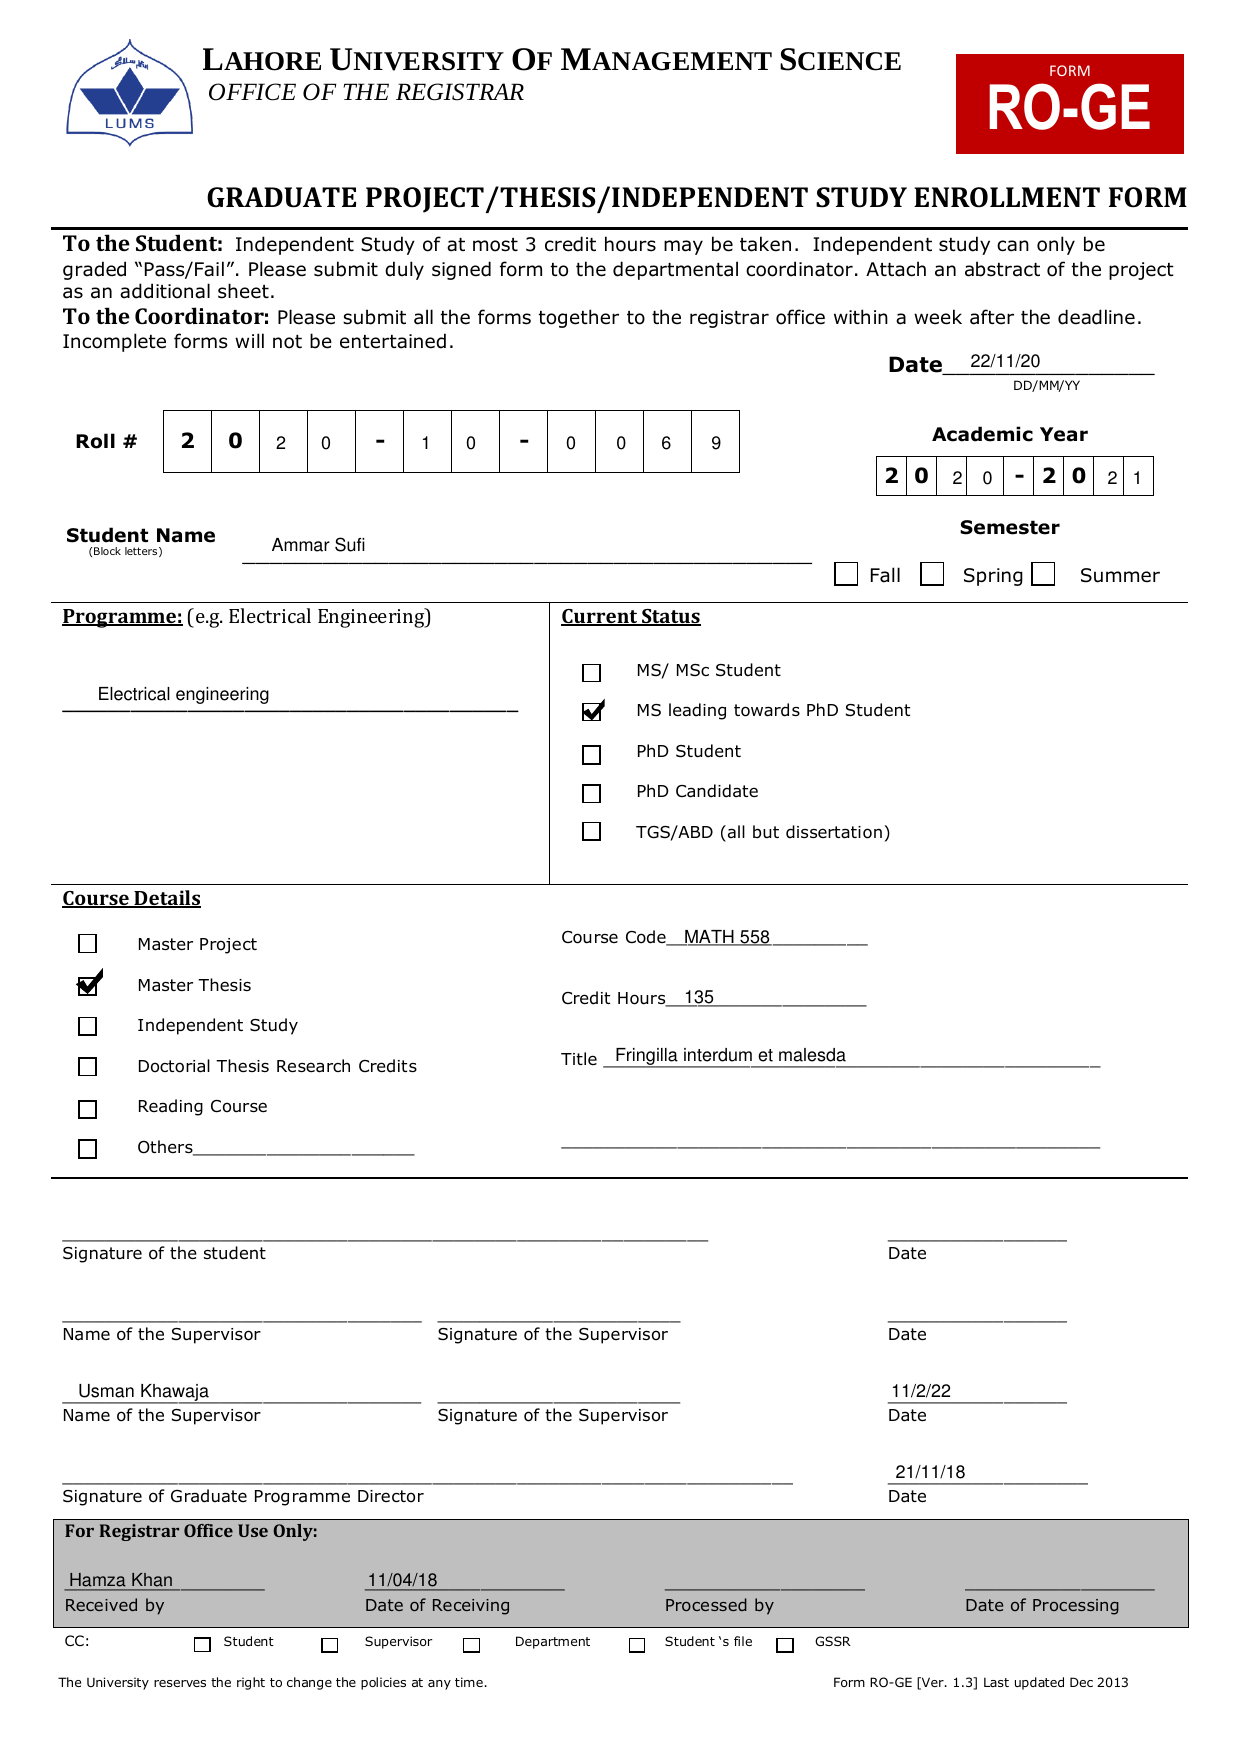 LAHORE UNIVERSITY OF MANAGEMENT SCIENCE
OFFICE OF THE REGISTRAR
LUMS
FORM
RO-GE
GRADUATE PROJECT/THESIS/INDEPENDENT STUDY ENROLLMENT FORM
To the Student: Independent Study of at most 3 credit hours may be taken. Independent study can only be
graded “Pass/Fail”. Please submit duly signed form to the departmental coordinator. Attach an abstract of the project
as an additional sheet.
To the Coordinator: Please submit all the forms together to the registrar office within a week after the deadline.
Incomplete forms will not be entertained.
Date 22/11/20
DD/MM/YY
Roll # 2 0 2 0 - 1 0 - 0 0 6 9
Academic Year
2 0 2 0 - 2 0 2 1
Student Name Ammar Sufi
(Block letters)
Semester
Fall Spring Summer
Programme: (e.g. Electrical Engineering)
Electrical engineering
Current Status
MS/ MSc Student
MS leading towards PhD Student
PhD Student
PhD Candidate
TGS/ABD (all but dissertation)
Course Details
Master Project
Master Thesis
Independent Study
Doctorial Thesis Research Credits
Reading Course
Others
Course Code MATH 558
Credit Hours 135
Title Fringilla interdum et malesda
Signature of the student Date
Name of the Supervisor Signature of the Supervisor Date
Usman Khawaja 11/2/22
Name of the Supervisor Signature of the Supervisor Date
21/11/18
Signature of Graduate Programme Director Date
For Registrar Office Use Only:
Hamza Khan 11/04/18
Received by Date of Receiving Processed by Date of Processing
CC: Student Supervisor Department Student ‘s file GSSR
The University reserves the right to change the policies at any time. Form RO-GE [Ver. 1.3] Last updated Dec 2013